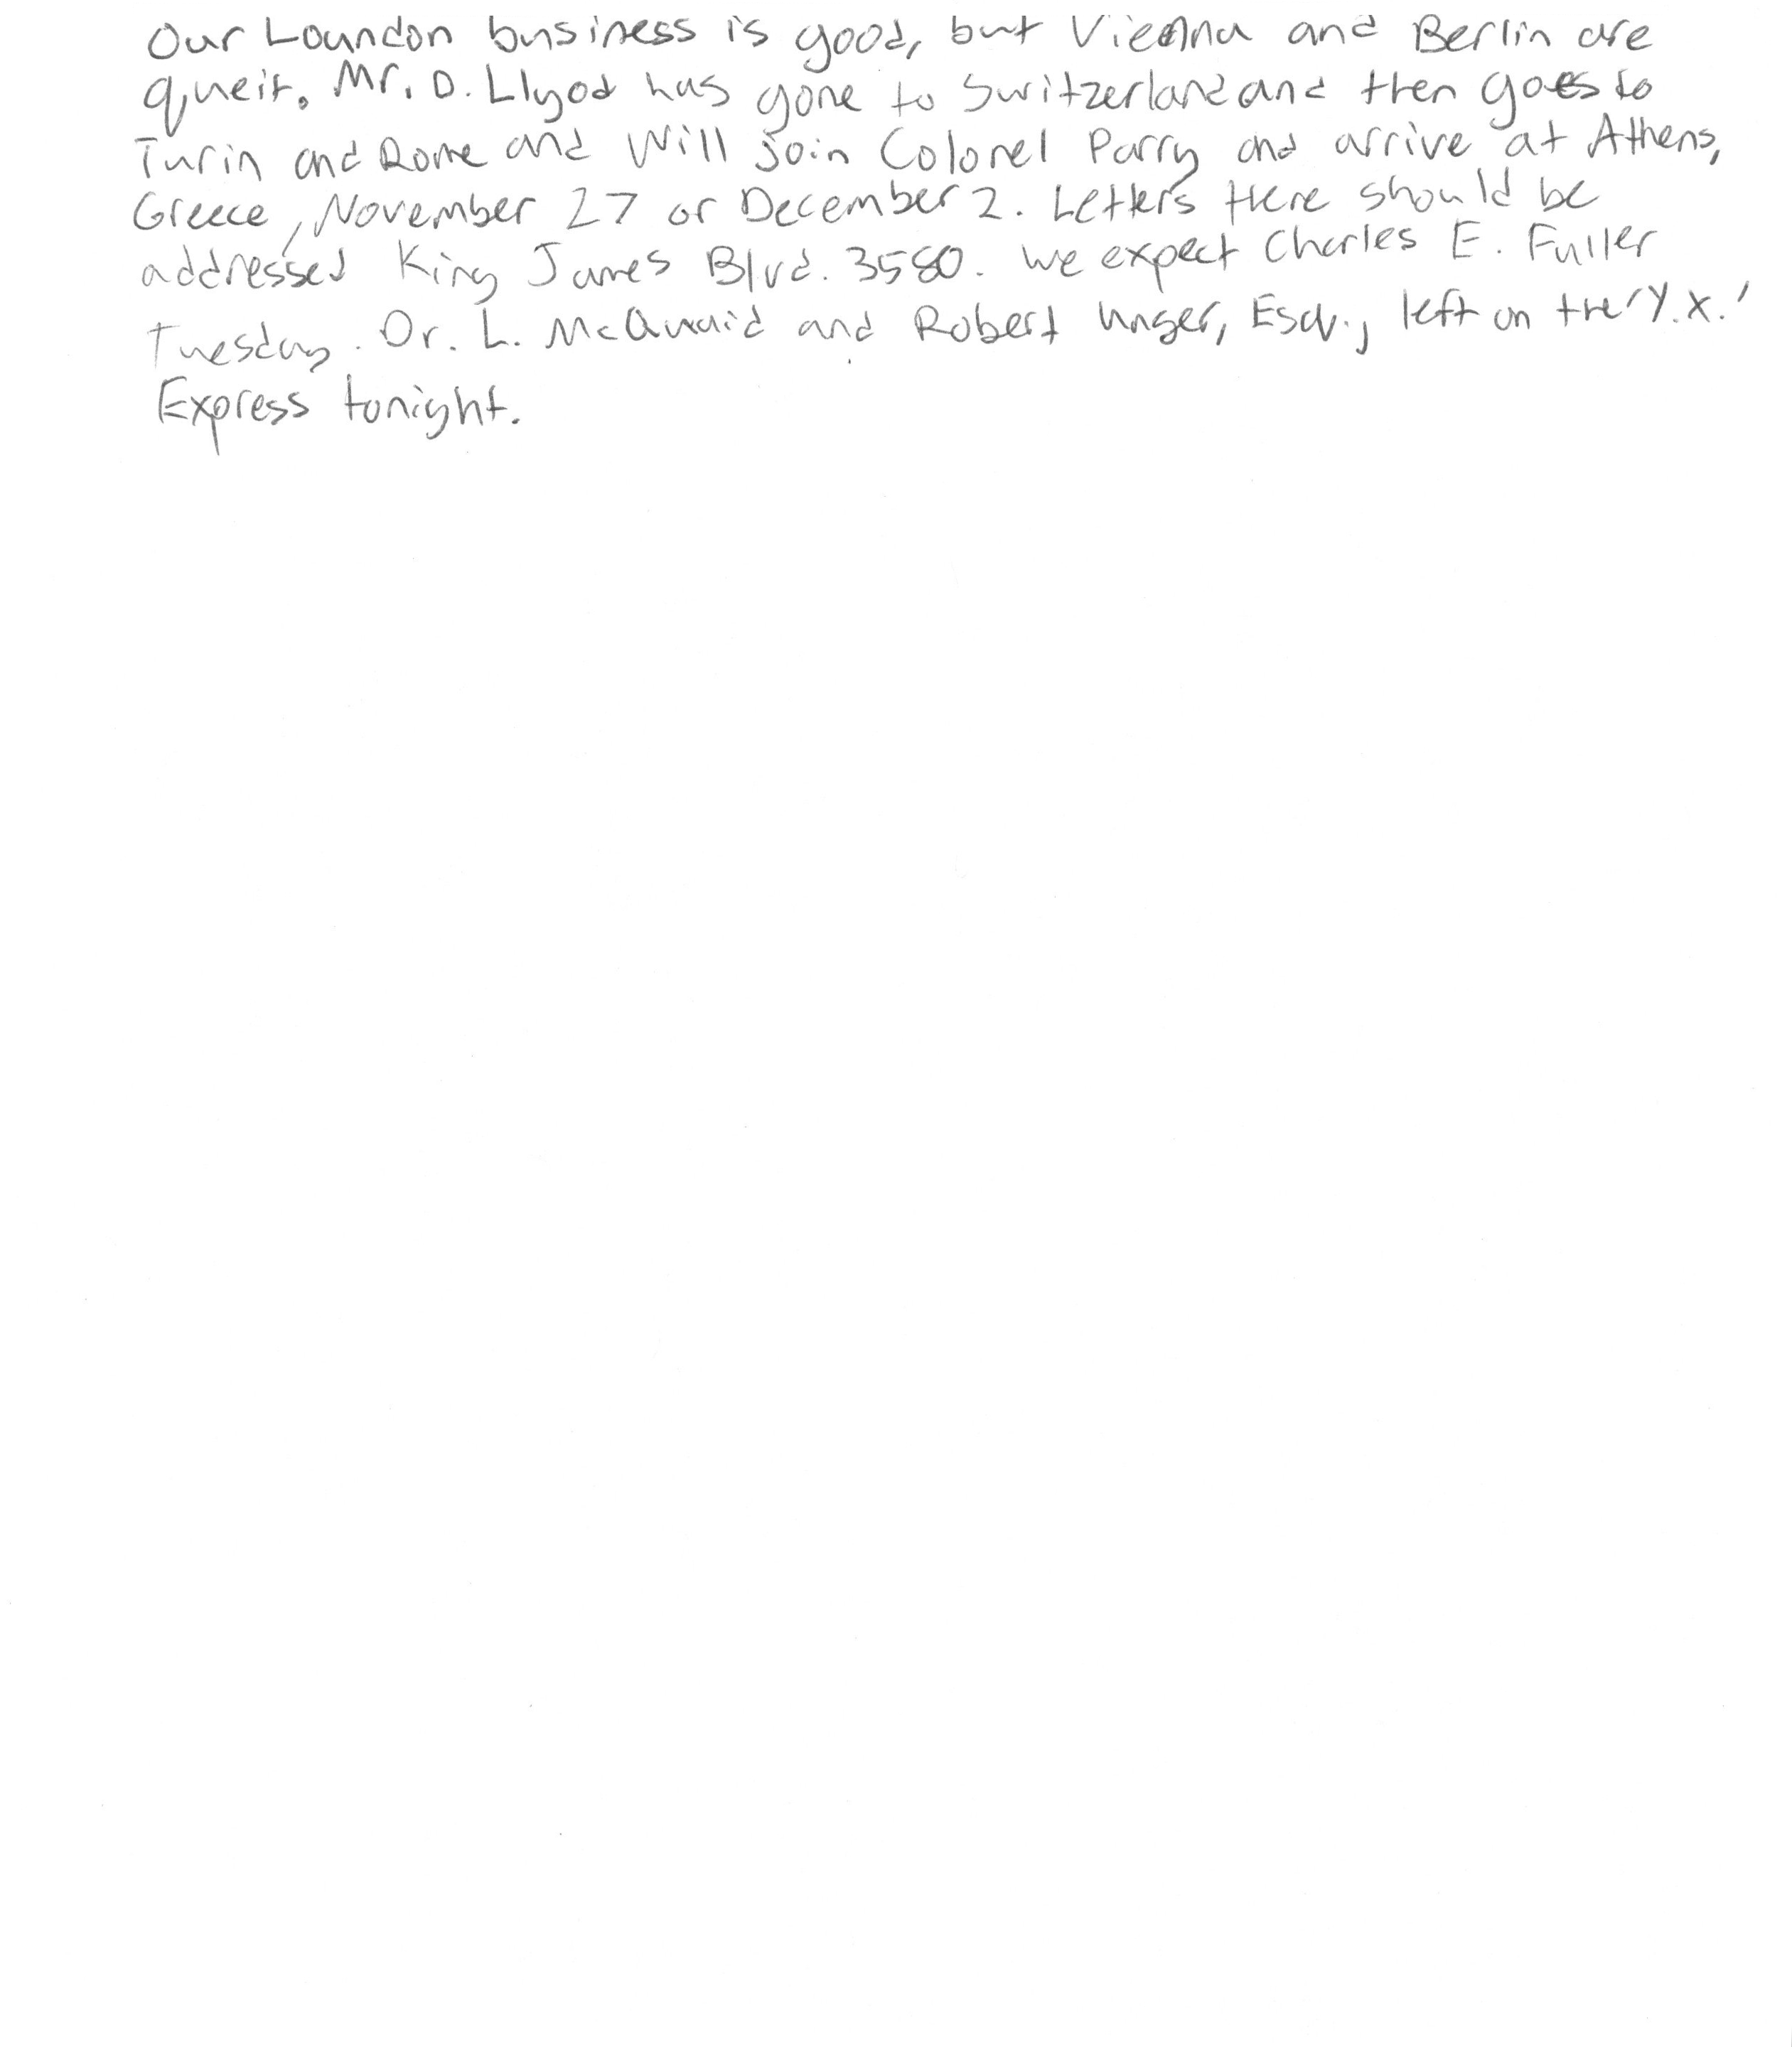 Our Loundon business is good, but Vienna and Berlin are
queit. Mr. D. Llyod has gone to Switzerland and then goes to
Turin and Rome and will join Colonel Parry and arrive at Athens,
Greece, November 27 or December 2. Letters there should be
addressed King James Blvd. 3580. We expect Charles E. Fuller
Tuesday. Dr. L. McQuaid and Robert Unger, Esq., left on the 'Y.X.'
Express tonight.